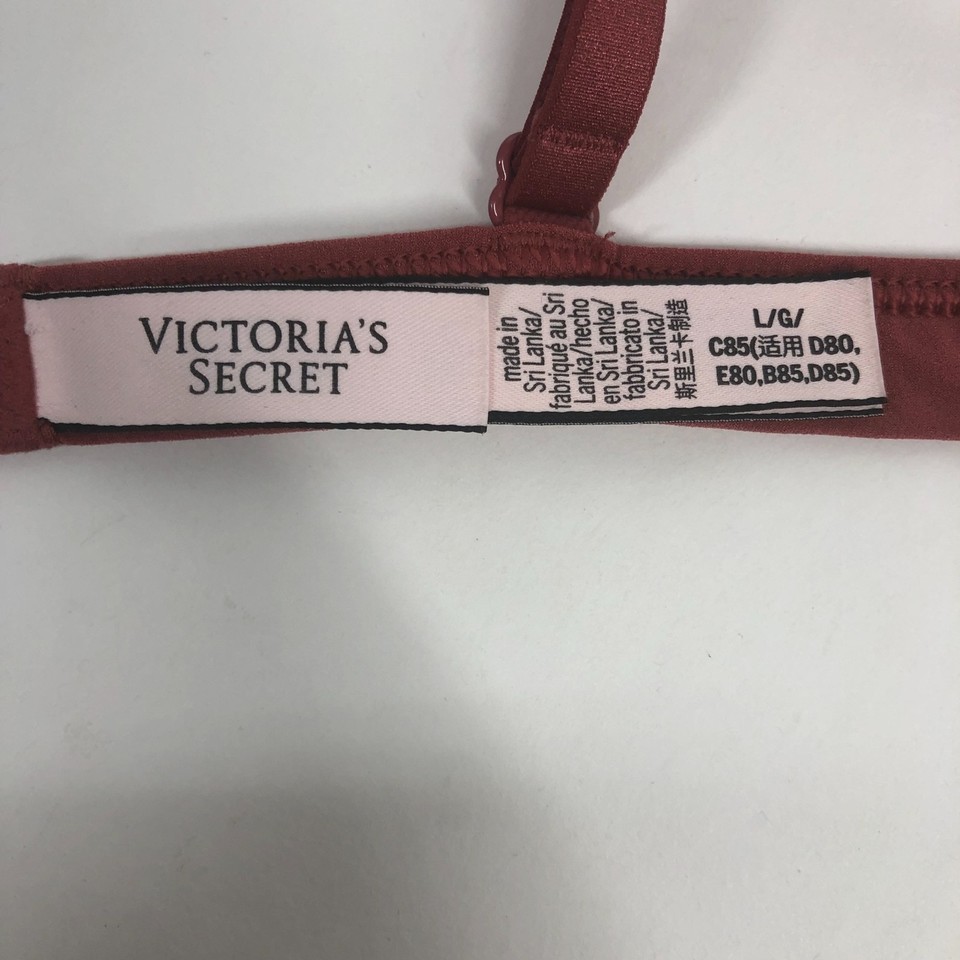 VICTORIA'S
SECRET
made in
Sri Lanka/
fabriqué au Sri
Lanka/hecho
en Sri Lanka/
fabbricato in
Sri Lanka/
斯里兰卡制造
L/G/
C85(适用 D80,
E80,B85,D85)